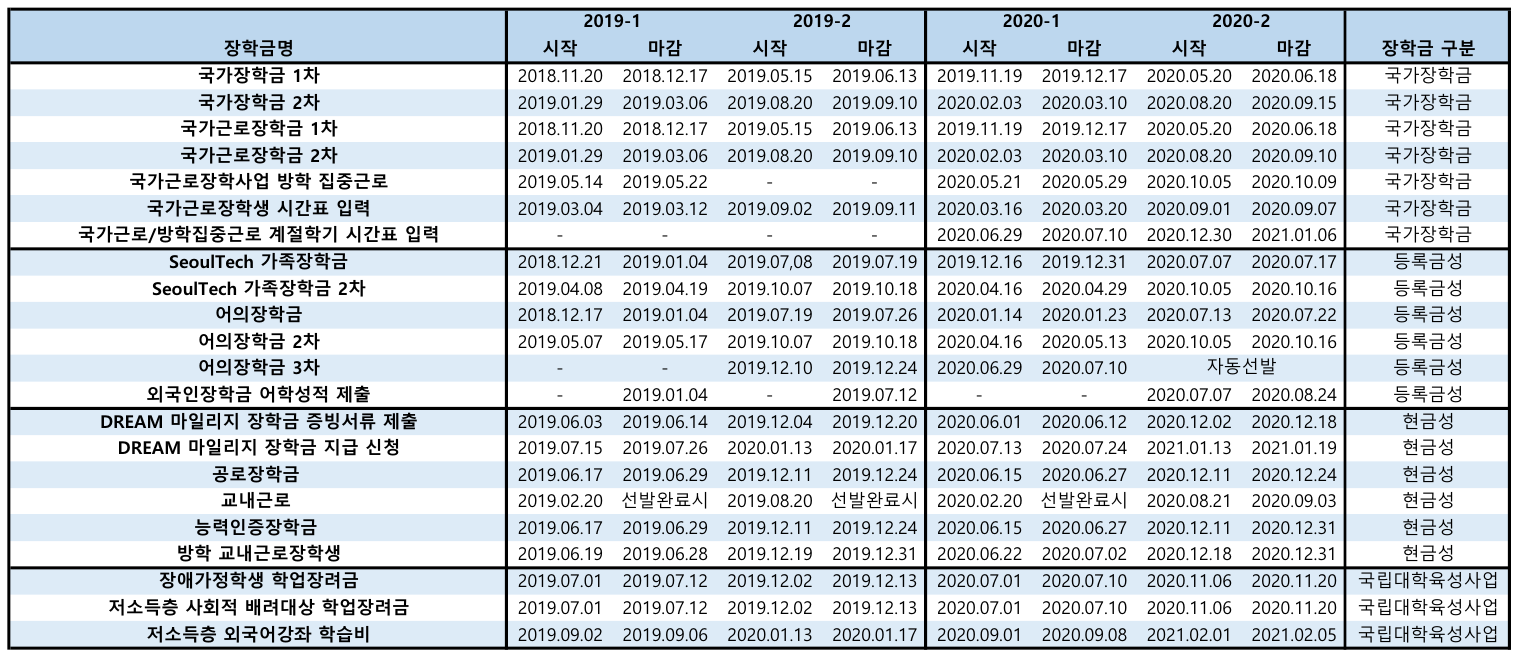 2019-1 2019-2 2020-1 2020-2
장학금명 시작 마감 시작 마감 시작 마감 시작 마감 장학금 구분
국가장학금 1차 2018.11.20 2018.12.17 2019.05.15 2019.06.13 2019.11.19 2019.12.17 2020.05.20 2020.06.18 국가장학금
국가장학금 2차 2019.01.29 2019.03.06 2019.08.20 2019.09.10 2020.02.03 2020.03.10 2020.08.20 2020.09.15 국가장학금
국가근로장학금 1차 2018.11.20 2018.12.17 2019.05.15 2019.06.13 2019.11.19 2019.12.17 2020.05.20 2020.06.18 국가장학금
국가근로장학금 2차 2019.01.29 2019.03.06 2019.08.20 2019.09.10 2020.02.03 2020.03.10 2020.08.20 2020.09.10 국가장학금
국가근로장학사업 방학 집중근로 2019.05.14 2019.05.22 - - 2020.05.21 2020.05.29 2020.10.05 2020.10.09 국가장학금
국가근로장학생 시간표 입력 2019.03.04 2019.03.12 2019.09.02 2019.09.11 2020.03.16 2020.03.20 2020.09.01 2020.09.07 국가장학금
국가근로/방학집중근로 계절학기 시간표 입력 - - - - 2020.06.29 2020.07.10 2020.12.30 2021.01.06 국가장학금
SeoulTech 가족장학금 2018.12.21 2019.01.04 2019.07,08 2019.07.19 2019.12.16 2019.12.31 2020.07.07 2020.07.17 등록금성
SeoulTech 가족장학금 2차 2019.04.08 2019.04.19 2019.10.07 2019.10.18 2020.04.16 2020.04.29 2020.10.05 2020.10.16 등록금성
어의장학금 2018.12.17 2019.01.04 2019.07.19 2019.07.26 2020.01.14 2020.01.23 2020.07.13 2020.07.22 등록금성
어의장학금 2차 2019.05.07 2019.05.17 2019.10.07 2019.10.18 2020.04.16 2020.05.13 2020.10.05 2020.10.16 등록금성
어의장학금 3차 - - 2019.12.10 2019.12.24 2020.06.29 2020.07.10 자동선발 등록금성
외국인장학금 어학성적 제출 - 2019.01.04 - 2019.07.12 - - 2020.07.07 2020.08.24 등록금성
DREAM 마일리지 장학금 증빙서류 제출 2019.06.03 2019.06.14 2019.12.04 2019.12.20 2020.06.01 2020.06.12 2020.12.02 2020.12.18 현금성
DREAM 마일리지 장학금 지급 신청 2019.07.15 2019.07.26 2020.01.13 2020.01.17 2020.07.13 2020.07.24 2021.01.13 2021.01.19 현금성
공로장학금 2019.06.17 2019.06.29 2019.12.11 2019.12.24 2020.06.15 2020.06.27 2020.12.11 2020.12.24 현금성
교내근로 2019.02.20 선발완료시 2019.08.20 선발완료시 2020.02.20 선발완료시 2020.08.21 2020.09.03 현금성
능력인증장학금 2019.06.17 2019.06.29 2019.12.11 2019.12.24 2020.06.15 2020.06.27 2020.12.11 2020.12.31 현금성
방학 교내근로장학생 2019.06.19 2019.06.28 2019.12.19 2019.12.31 2020.06.22 2020.07.02 2020.12.18 2020.12.31 현금성
장애가정학생 학업장려금 2019.07.01 2019.07.12 2019.12.02 2019.12.13 2020.07.01 2020.07.10 2020.11.06 2020.11.20 국립대학육성사업
저소득층 사회적 배려대상 학업장려금 2019.07.01 2019.07.12 2019.12.02 2019.12.13 2020.07.01 2020.07.10 2020.11.06 2020.11.20 국립대학육성사업
저소득층 외국어강좌 학습비 2019.09.02 2019.09.06 2020.01.13 2020.01.17 2020.09.01 2020.09.08 2021.02.01 2021.02.05 국립대학육성사업